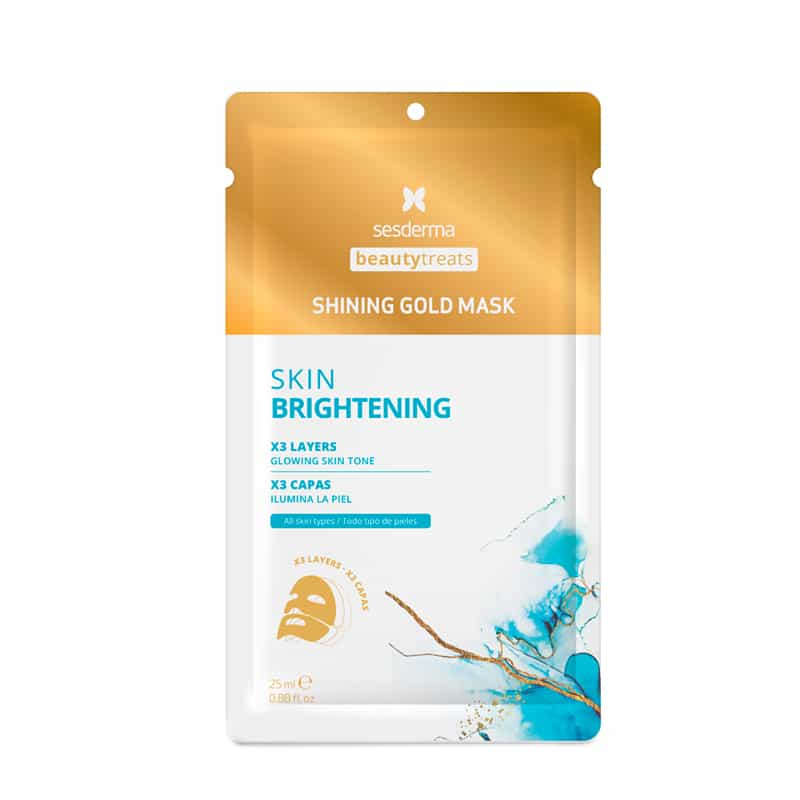 sesderma
beautytreats
SHINING GOLD MASK
SKIN
BRIGHTENING
X3 LAYERS
GLOWING SKIN TONE
X3 CAPAS
ILUMINA LA PIEL
All skin types / Todo tipo de pieles
X3 LAYERS - X3 CAPAS
25 ml ℮
0.88 fl.oz